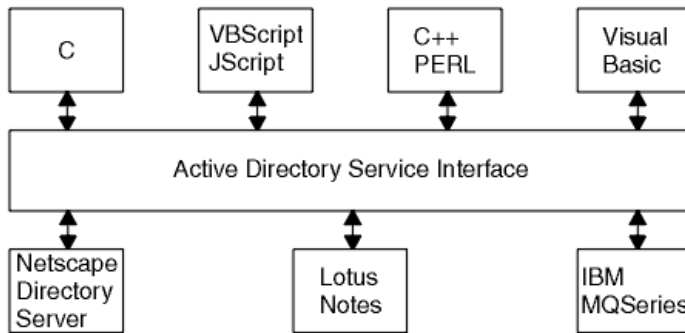 C
VBScript
JScript
C++
PERL
Visual
Basic
Active Directory Service Interface
Netscape
Directory
Server
Lotus
Notes
IBM
MQSeries